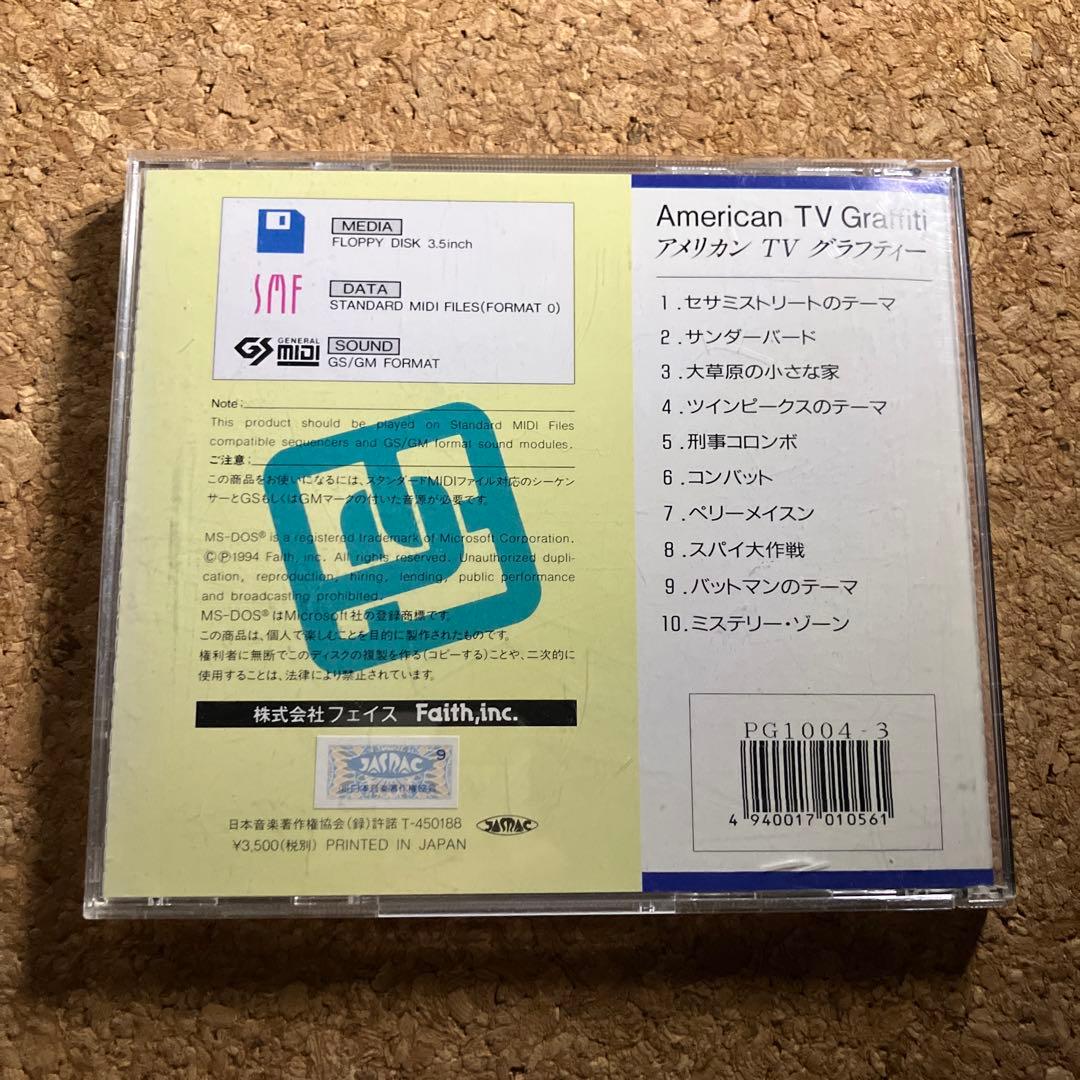 MEDIA
FLOPPY DISK 3.5inch
SMF
DATA
STANDARD MIDI FILES(FORMAT 0)
GS
GENERAL
MIDI
SOUND
GS/GM FORMAT
Note:
This product should be played on Standard MIDI Files
compatible sequencers and GS/GM format sound modules.
ご注意:
この商品をお使いになるには、スタンダードMIDIファイル対応のシーケン
サーとGSもしくはGMマークの付いた音源が必要です。
MS-DOS® is a registered trademark of Microsoft Corporation.
©℗1994 Faith, inc. All rights reserved. Unauthorized dupli-
cation, reproduction, hiring, lending, public performance
and broadcasting prohibited.
MS-DOS®はMicrosoft社の登録商標です。
この商品は、個人で楽しむことを目的に製作されたものです。
権利者に無断でこのディスクの複製を作る(コピーする)ことや、二次的に
使用することは、法律により禁止されています。
株式会社フェイス Faith,inc.
JASRAC 9
日本音楽著作権協会
日本音楽著作権協会(録)許諾 T-450188 JASRAC
¥3,500(税別) PRINTED IN JAPAN
American TV Graffiti
アメリカン TV グラフティー
1.セサミストリートのテーマ
2.サンダーバード
3.大草原の小さな家
4.ツインピークスのテーマ
5.刑事コロンボ
6.コンバット
7.ペリーメイスン
8.スパイ大作戦
9.バットマンのテーマ
10.ミステリー・ゾーン
PG1004-3
4 940017 010561